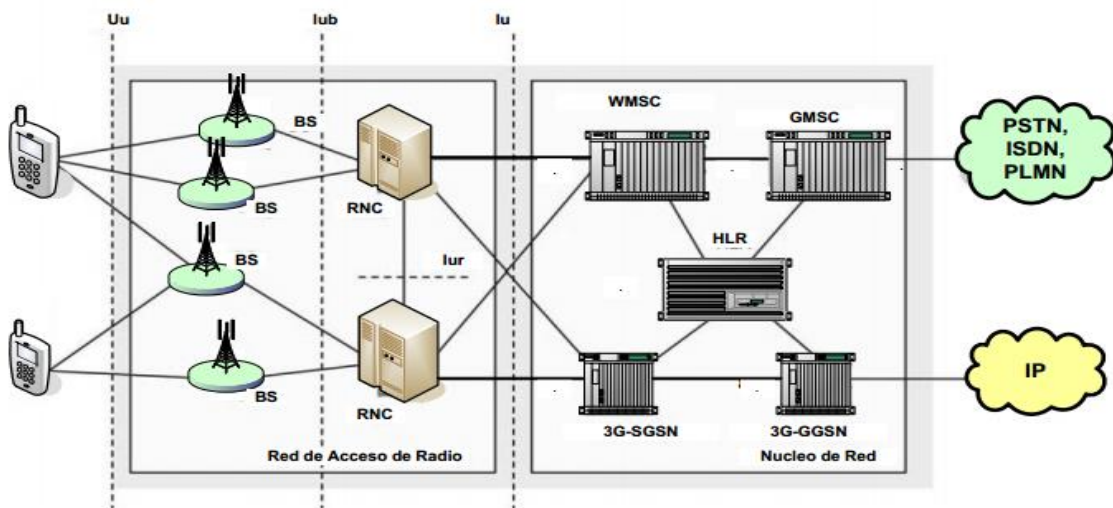 Uu
Iub
Iu
WMSC
GMSC
BS
PSTN,
ISDN,
PLMN
BS
RNC
HLR
BS
Iur
IP
BS
RNC
3G-SGSN
3G-GGSN
Red de Acceso de Radio
Nucleo de Red